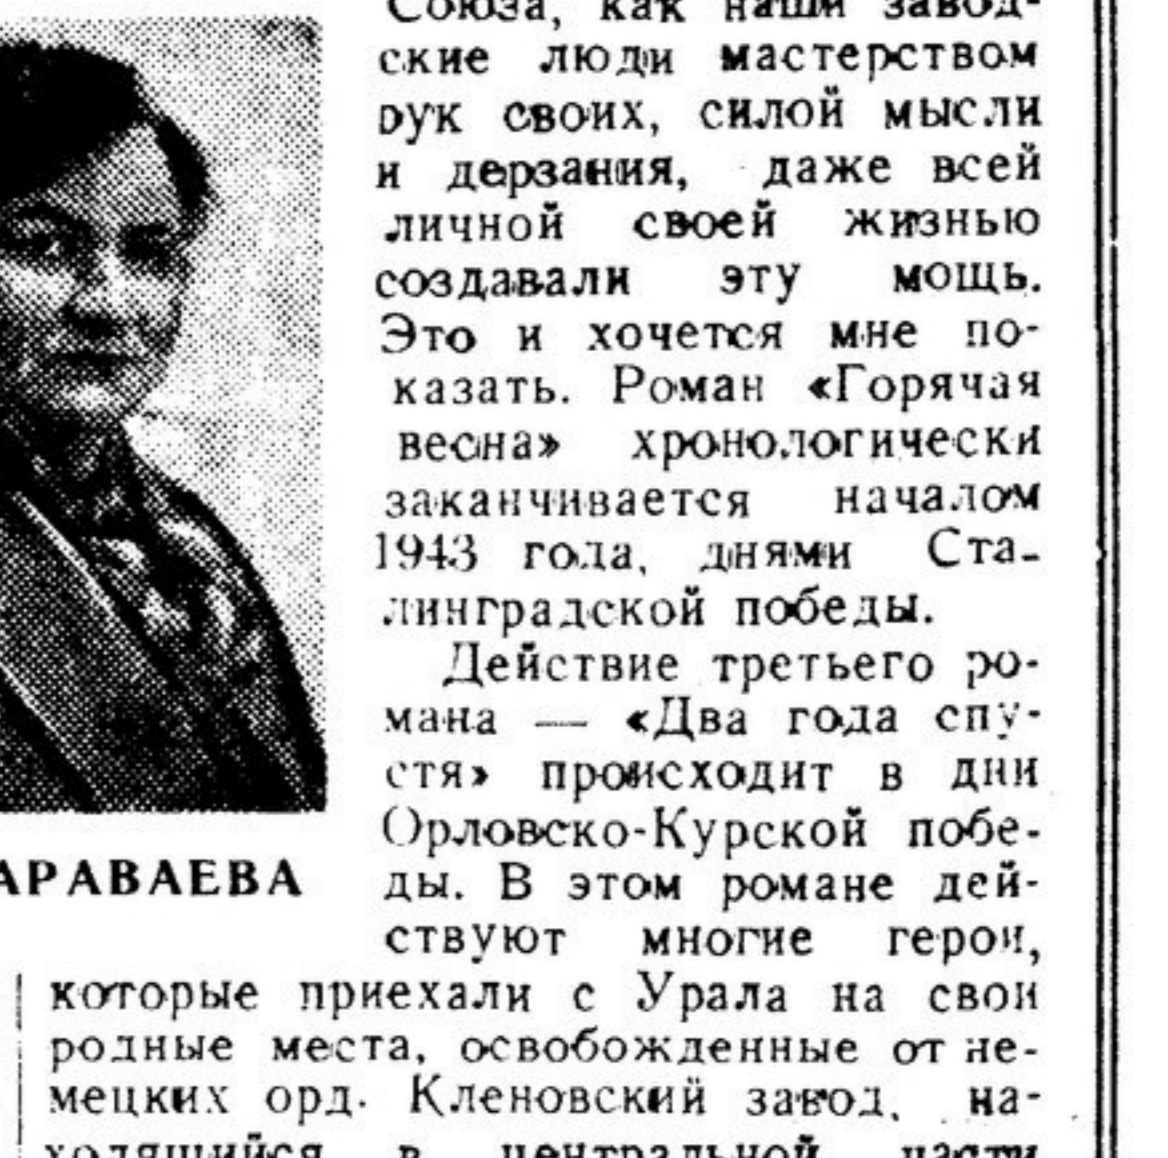 Союза, как наши завод-
ские люди мастерством
рук своих, силой мысли
и дерзания, даже всей
личной своей жизнью
создавали эту мощь.
Это и хочется мне по-
казать. Роман «Горячая
весна» хронологически
заканчивается началом
1943 года, днями Ста-
линградской победы.
Действие третьего ро-
мана — «Два года спу-
стя» происходит в дни
Орловско-Курской побе-
ды. В этом романе дей-
ствуют многие герои,
АРАВАЕВА
которые приехали с Урала на свои
родные места, освобожденные от не-
мецких орд. Кленовский завод, на-
ходящийся в центральной части